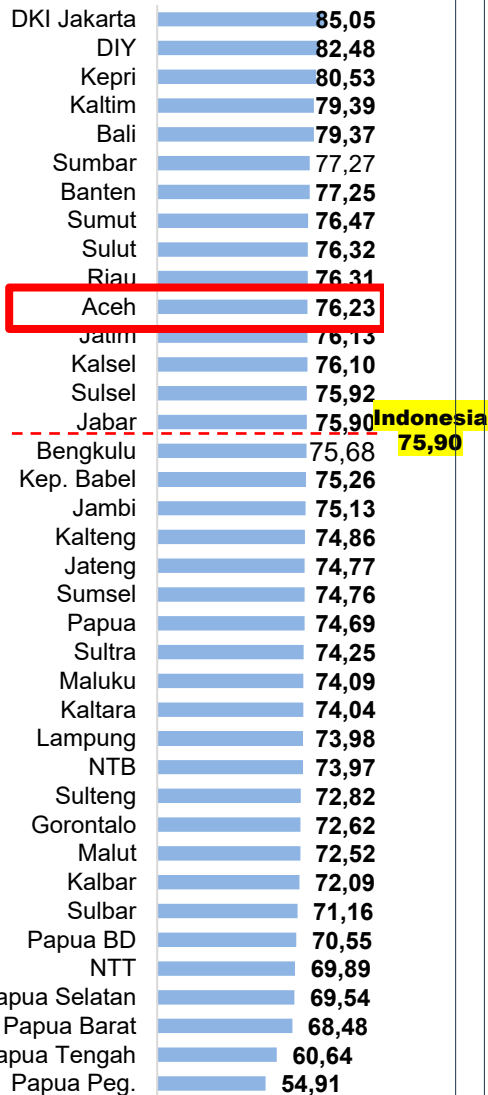 DKI Jakarta 85,05
DIY 82,48
Kepri 80,53
Kaltim 79,39
Bali 79,37
Sumbar 77,27
Banten 77,25
Sumut 76,47
Sulut 76,32
Riau 76,31
Aceh 76,23
Jatim 76,13
Kalsel 76,10
Sulsel 75,92
Jabar 75,90
Indonesia
75,90
Bengkulu 75,68
Kep. Babel 75,26
Jambi 75,13
Kalteng 74,86
Jateng 74,77
Sumsel 74,76
Papua 74,69
Sultra 74,25
Maluku 74,09
Kaltara 74,04
Lampung 73,98
NTB 73,97
Sulteng 72,82
Gorontalo 72,62
Malut 72,52
Kalbar 72,09
Sulbar 71,16
Papua BD 70,55
NTT 69,89
apua Selatan 69,54
Papua Barat 68,48
apua Tengah 60,64
Papua Peg. 54,91